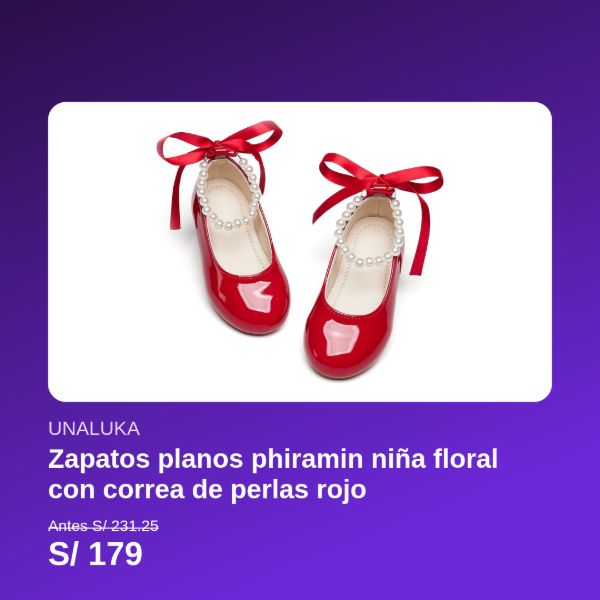 UNALUKA
Zapatos planos phiramin niña floral
con correa de perlas rojo
Antes S/ 231.25
S/ 179